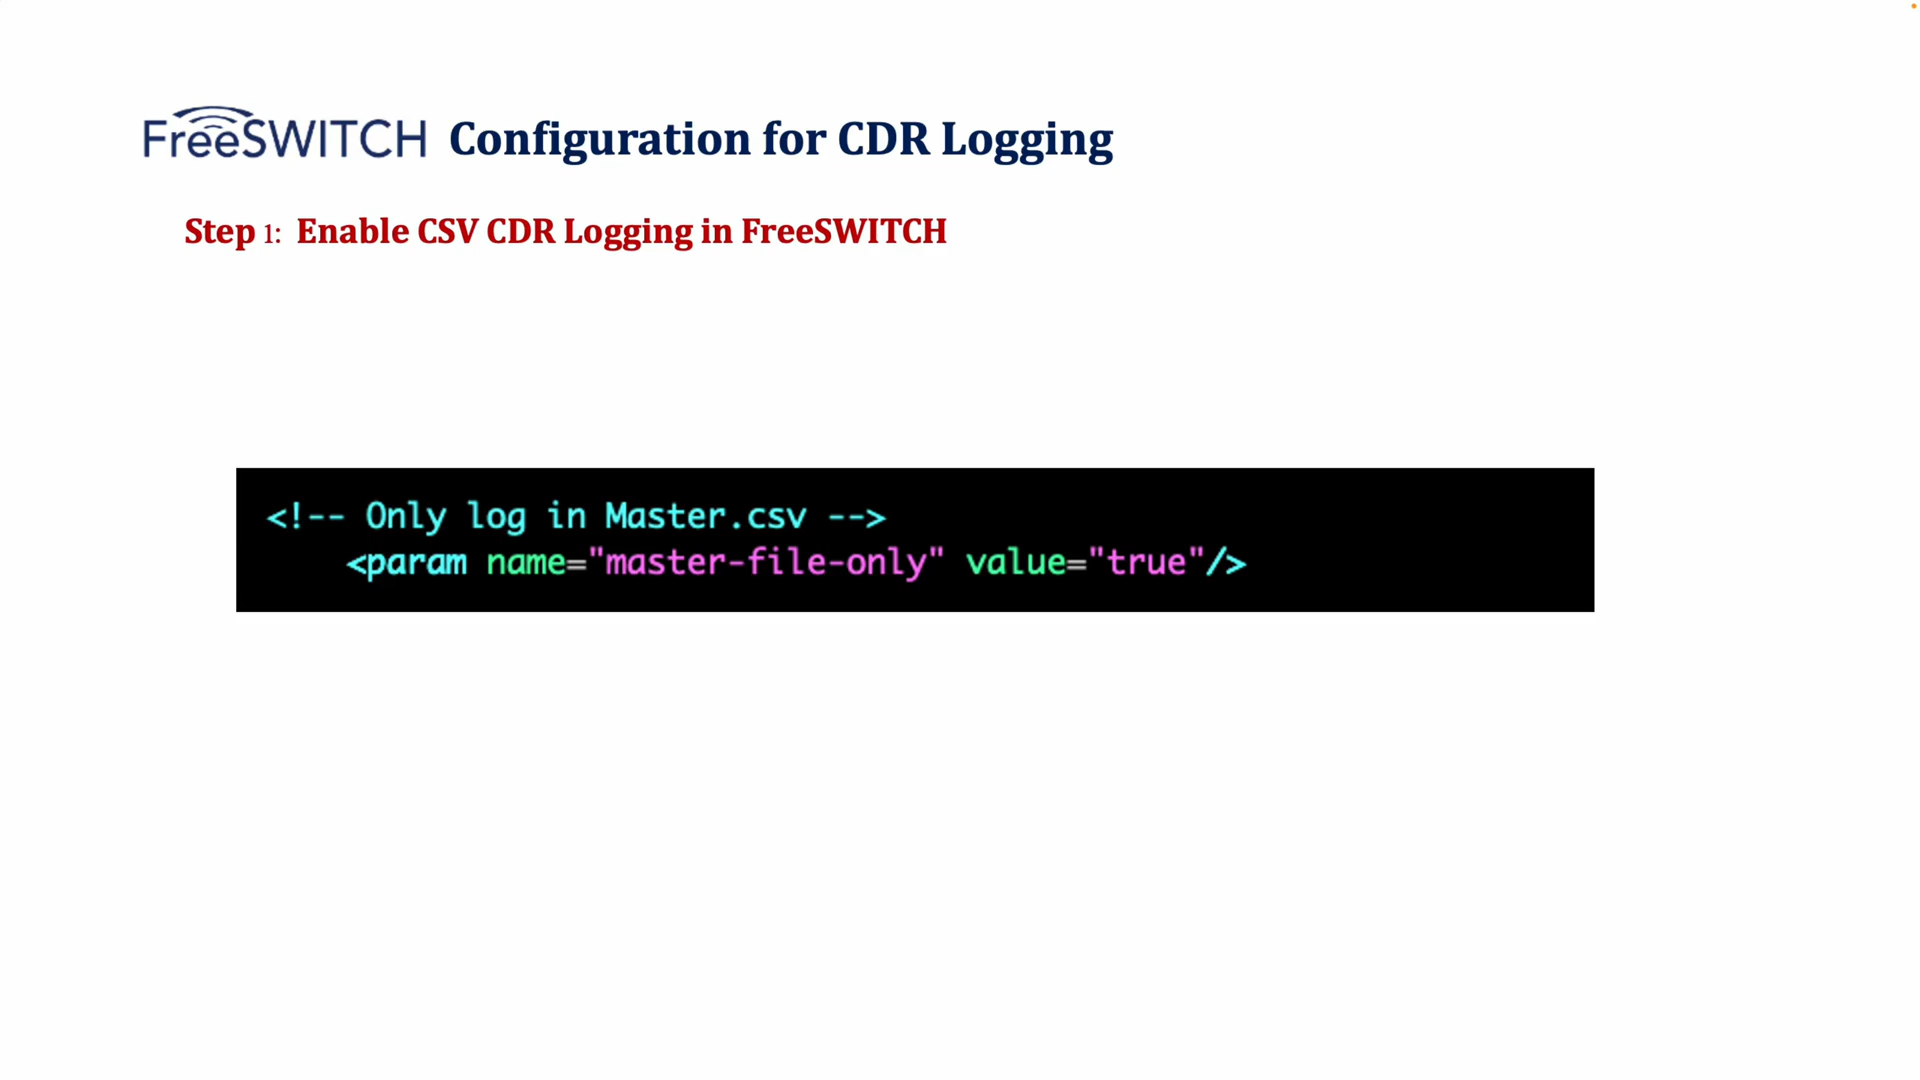 FreeSWITCH Configuration for CDR Logging
Step 1: Enable CSV CDR Logging in FreeSWITCH
<!-- Only log in Master.csv -->
<param name="master-file-only" value="true"/>